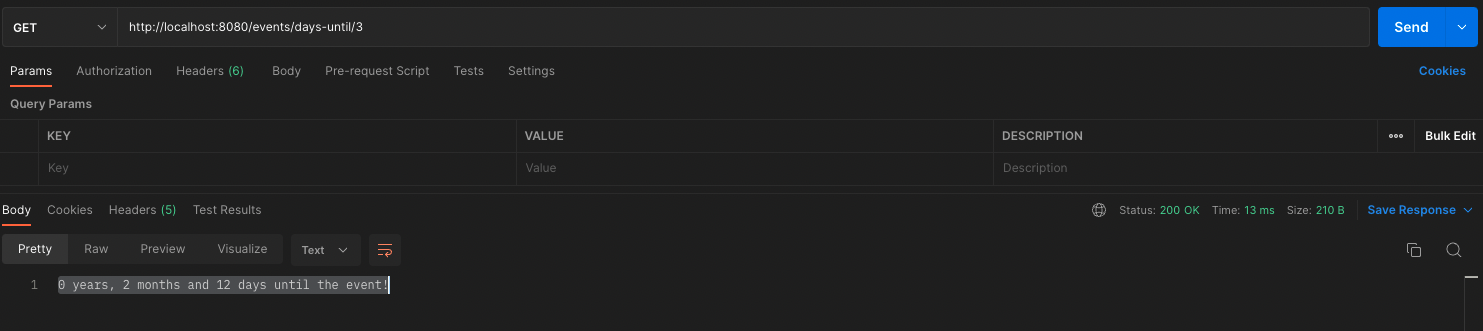 GET http://localhost:8080/events/days-until/3 Send
Params Authorization Headers (6) Body Pre-request Script Tests Settings Cookies
Query Params
KEY VALUE DESCRIPTION ••• Bulk Edit
Key Value Description
Body Cookies Headers (5) Test Results Status: 200 OK Time: 13 ms Size: 210 B Save Response
Pretty Raw Preview Visualize Text
1 0 years, 2 months and 12 days until the event!